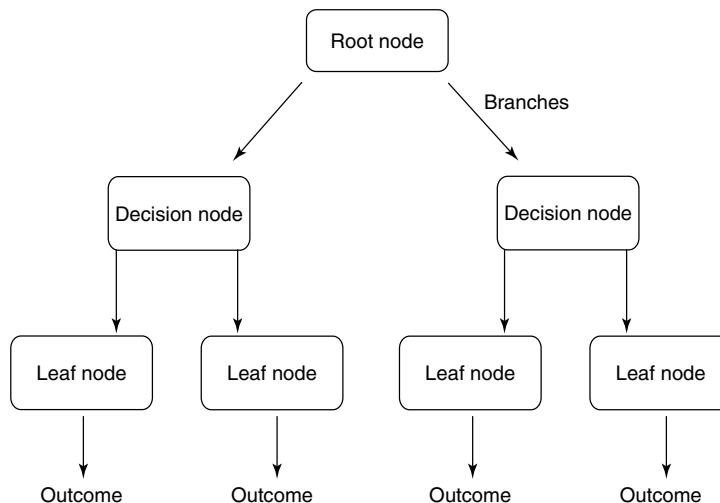 Root node
Branches
Decision node
Decision node
Leaf node
Leaf node
Leaf node
Leaf node
Outcome
Outcome
Outcome
Outcome